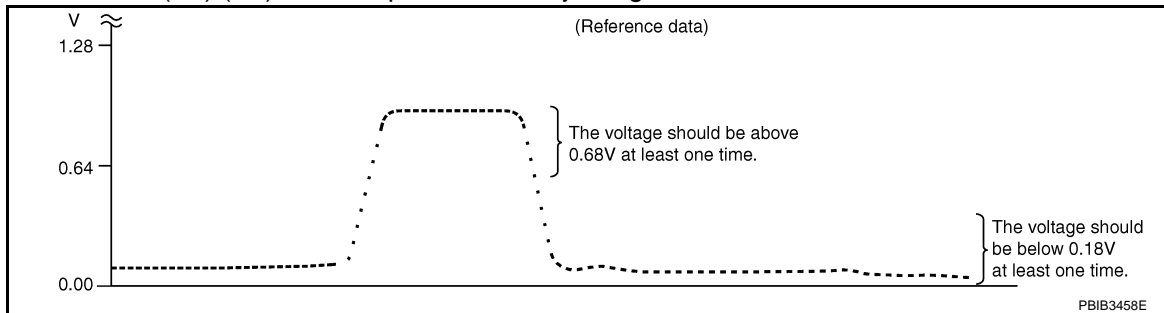 V
(Reference data)
1.28
The voltage should be above
0.68V at least one time.
0.64
The voltage should
be below 0.18V
at least one time.
0.00
PBIB3458E